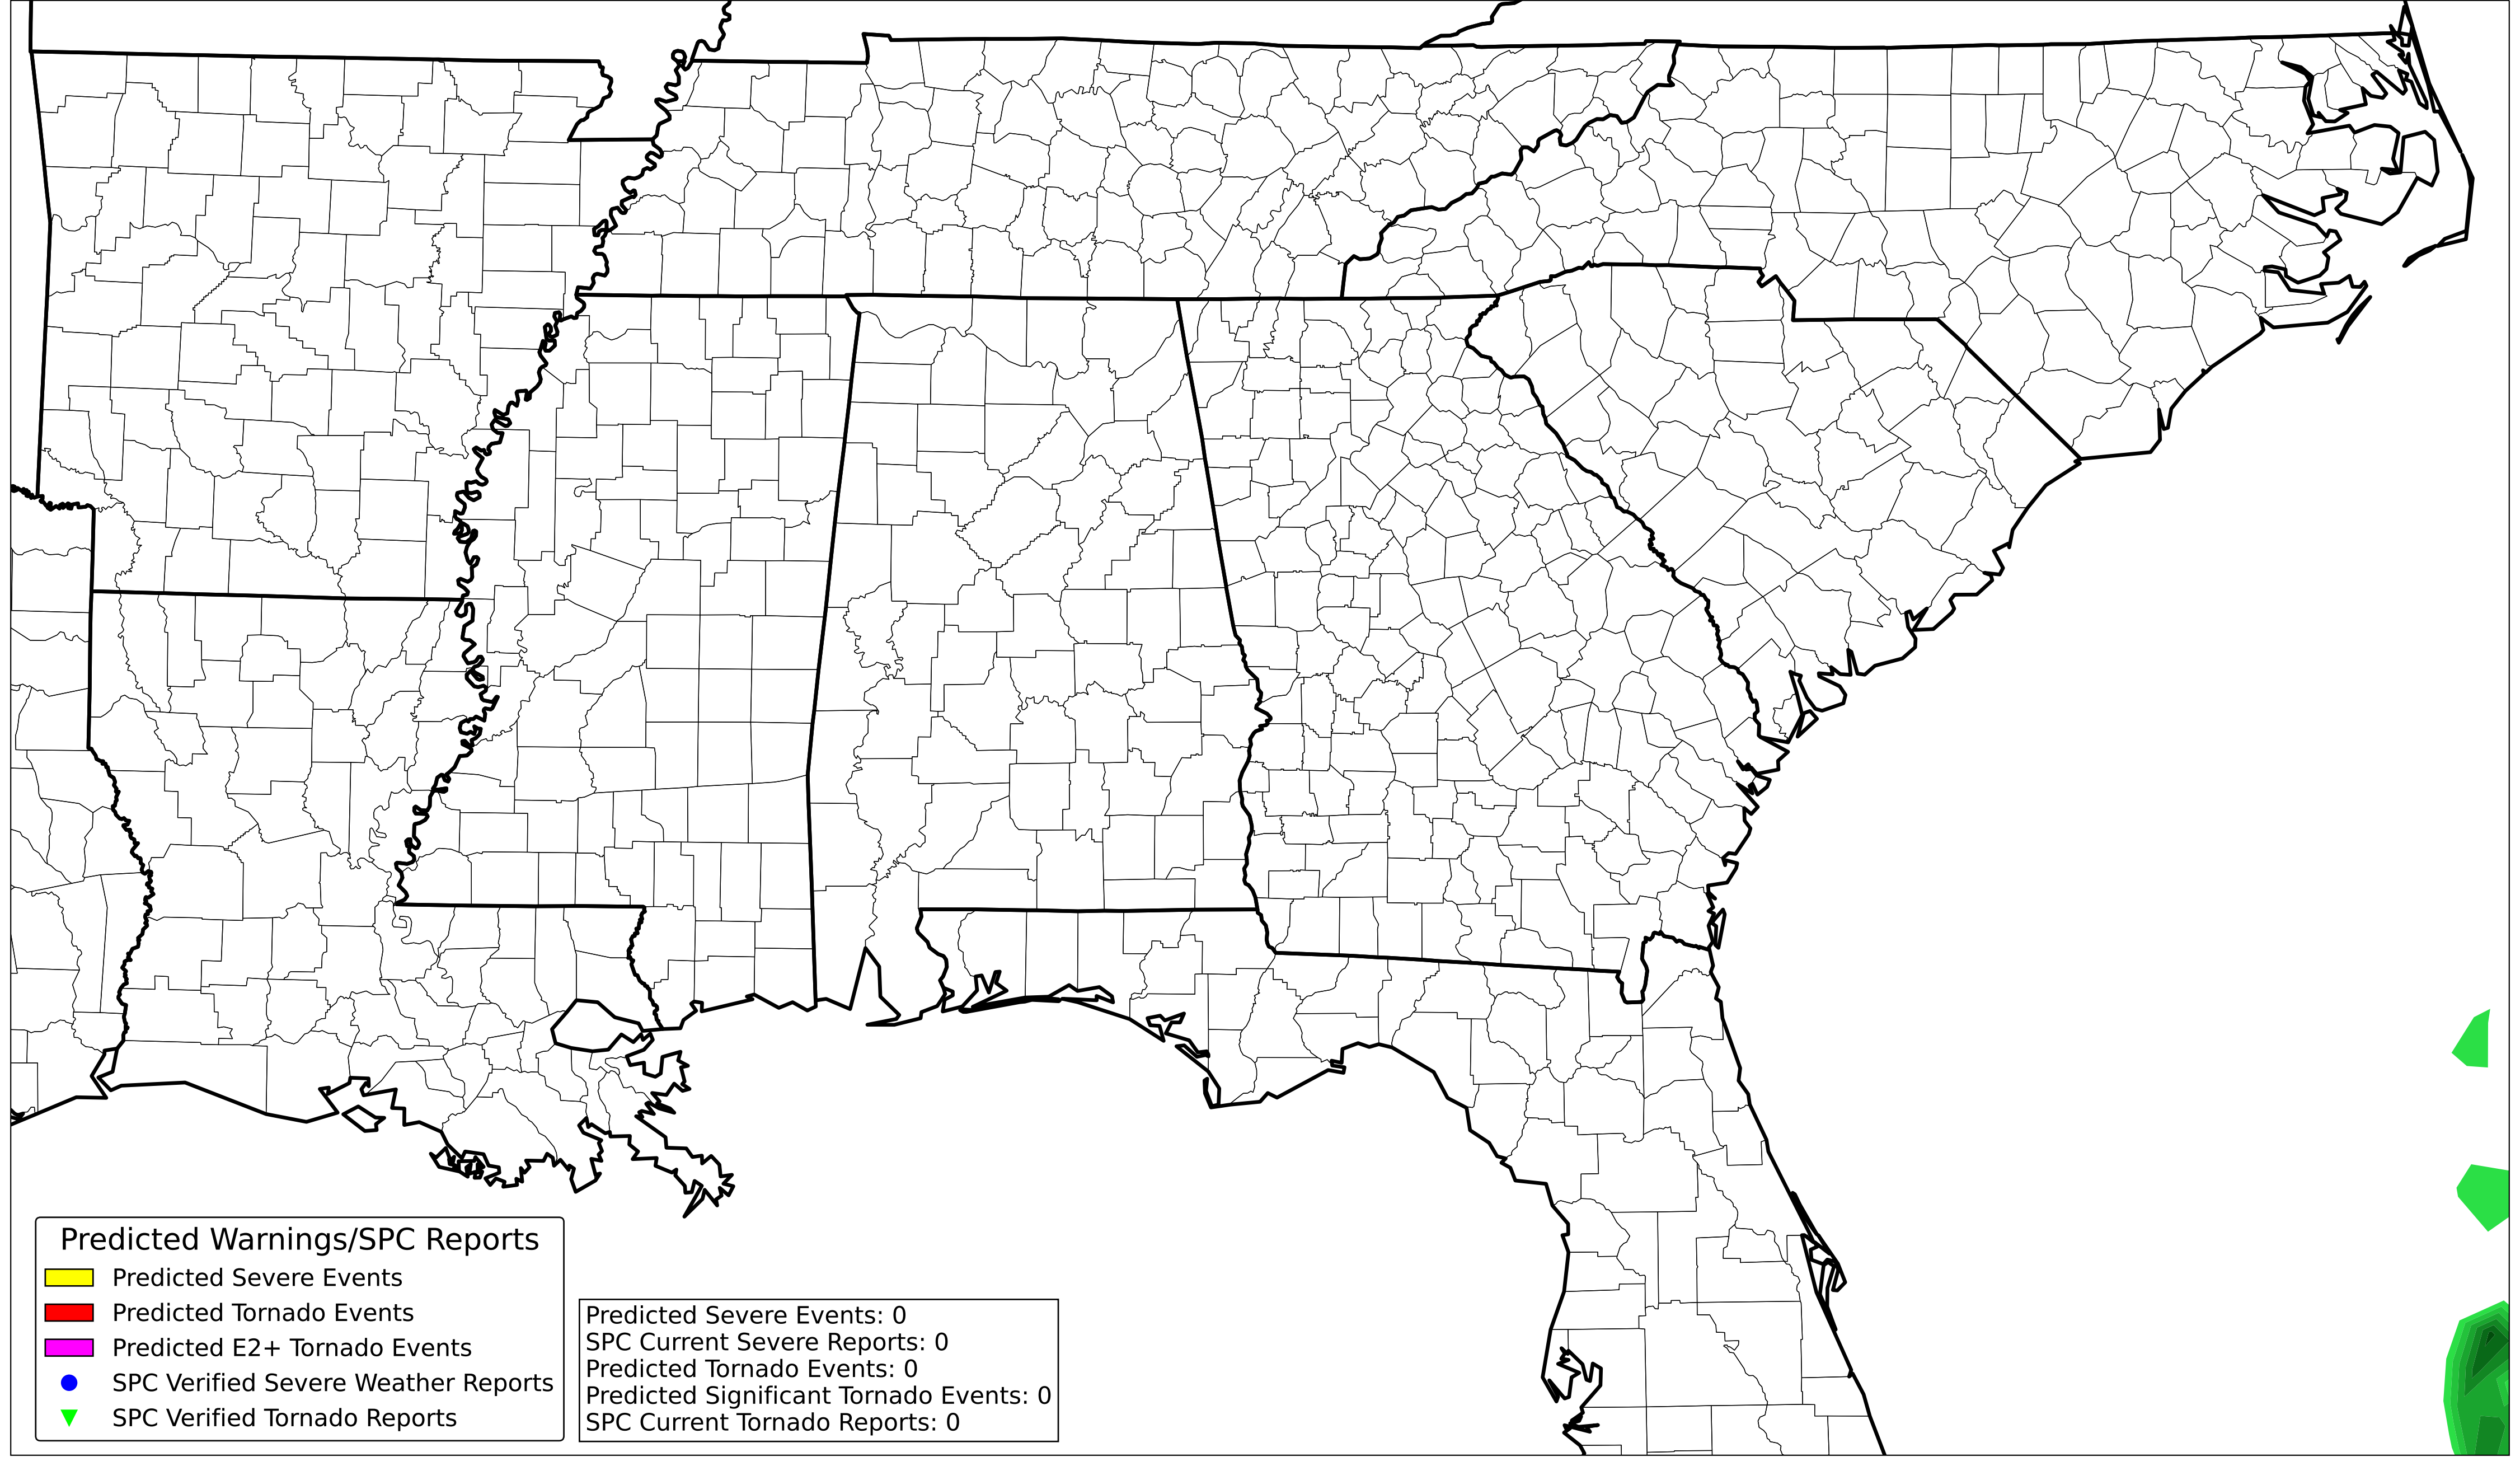 Predicted Warnings/SPC Reports
Predicted Severe Events
Predicted Tornado Events
Predicted E2+ Tornado Events
SPC Verified Severe Weather Reports
SPC Verified Tornado Reports
Predicted Severe Events: 0
SPC Current Severe Reports: 0
Predicted Tornado Events: 0
Predicted Significant Tornado Events: 0
SPC Current Tornado Reports: 0